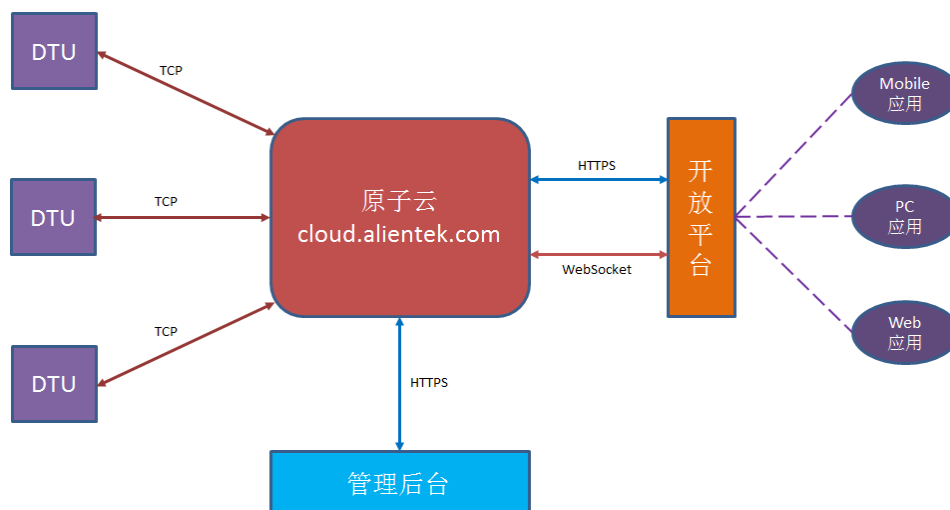 DTU
TCP
Mobile
应用
原子云
cloud.alientek.com
HTTPS
开
放
平
台
DTU
TCP
PC
应用
WebSocket
DTU
TCP
Web
应用
HTTPS
管理后台